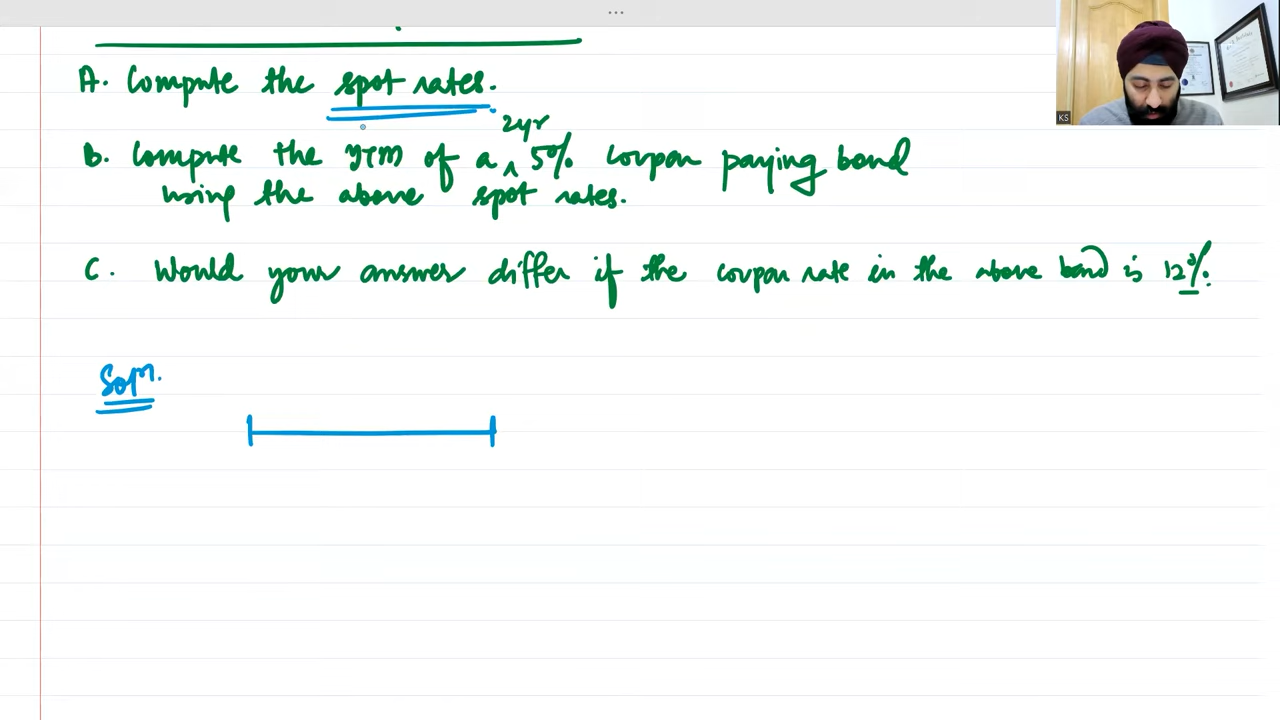 A. Compute the spot rates.
2yr
B. Compute the YTM of a ^ 5% coupon paying bond
using the above spot rates.
C. Would your answer differ if the coupon rate in the above bond is 12%.
Soln.
KS